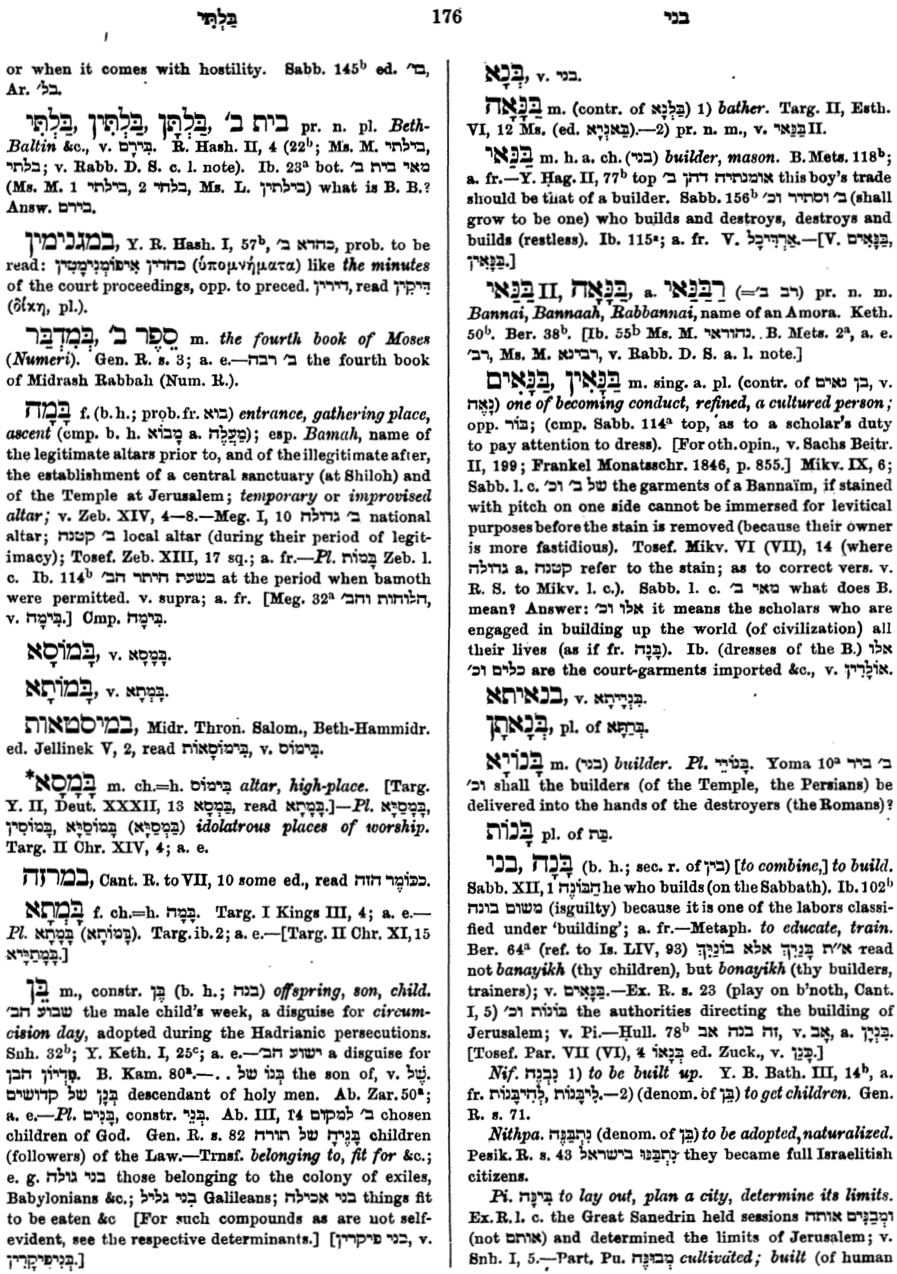 בַּלְתִּי 176 בני
or when it comes with hostility. Sabb. 145ᵇ ed. בד׳,
Ar. בל׳.
בית ב׳, בַּלְתָּן, בַּלְתִּין, בַּלְתִּי pr. n. pl. Beth-
Baltin &c., v. בֵּירָם. R. Hash. II, 4 (22ᵇ; Ms. M. בילתי,
בלתי; v. Rabb. D. S. c. l. note). Ib. 23ᵃ bot. מאי בית ב׳
(Ms. M. 1 בילתי, 2 בלתי, Ms. L. בילתין) what is B. B.?
Answ. בירם.
במגנימין, Y. R. Hash. I, 57ᵇ, כהדא ב׳, prob. to be
read: כהדין אִיפּוֹמְנִימָטִין (ὑπομνήματα) like the minutes
of the court proceedings, opp. to preced. דירין, read דִּיקִין
(δίκη, pl.).
סֵפֶר ב׳, בְּמִדְבַּר m. the fourth book of Moses
(Numeri). Gen. R. s. 3; a. e.—ב׳ רבה the fourth book
of Midrash Rabbah (Num. R.).
בָּמָה f. (b. h.; prob. fr. בוא) entrance, gathering place,
ascent (cmp. b. h. מָבוֹא a. מַעֲלֶה); esp. Bamah, name of
the legitimate altars prior to, and of the illegitimate after,
the establishment of a central sanctuary (at Shiloh) and
of the Temple at Jerusalem; temporary or improvised
altar; v. Zeb. XIV, 4—8.—Meg. I, 10 ב׳ גדולה national
altar; ב׳ קטנה local altar (during their period of legit-
imacy); Tosef. Zeb. XIII, 17 sq.; a. fr.—Pl. בָּמוֹת Zeb. l.
c. Ib. 114ᵇ בשעת היתר הב׳ at the period when bamoth
were permitted. v. supra; a. fr. [Meg. 32ᵃ הלוחות והב׳,
v. בִּימָה.] Cmp. בִּימָה.
בָּמוֹסָא, v. בָּמָסָא.
בָּמוֹתָא, v. בָּמָתָא.
במיסטאות, Midr. Thron. Salom., Beth-Hammidr.
ed. Jellinek V, 2, read בִּימוֹסָאוֹת, v. בִּימוֹס.
*בָּמָסָא m. ch.=h. בִּימוֹס altar, high-place. [Targ.
Y. II, Deut. XXXII, 13 בָּמְסָא, read בָּמָתָא.]—Pl. בָּמָסַיָּא,
בָּמוֹסַיָּא, בָּמוֹסִין (בַּמְסַיָּא) idolatrous places of worship.
Targ. II Chr. XIV, 4; a. e.
במרזה, Cant. R. to VII, 10 some ed., read ככּוֹמֶר הזה.
בָּמָתָא f. ch.=h. בָּמָה. Targ. I Kings III, 4; a. e.—
Pl. בָּמָתָא (בָּמוֹתָא). Targ. ib. 2; a. e.—[Targ. II Chr. XI, 15
בָּמָתַיָּיא.]
בֵּן m., constr. בֶּן (b. h.; בנה) offspring, son, child.
שבוע הב׳ the male child's week, a disguise for circum-
cision day, adopted during the Hadrianic persecutions.
Snh. 32ᵇ; Y. Keth. I, 25ᶜ; a. e.—ישוע הב׳ a disguise for
פִּדְיוֹן הבן. B. Kam. 80ᵃ.—.. בְּנוֹ של the son of, v. שֶׁל.
בָּנָן של קדושים descendant of holy men. Ab. Zar. 50ᵃ;
a. e.—Pl. בָּנִים, constr. בְּנֵי. Ab. III, 14 ב׳ למקום chosen
children of God. Gen. R. s. 82 בָּנֶיהָ של תורה children
(followers) of the Law.—Trnsf. belonging to, fit for &c.;
e. g. בני גולה those belonging to the colony of exiles,
Babylonians &c.; בְּנֵי גליל Galileans; בני אכילה things fit
to be eaten &c [For such compounds as are not self-
evident, see the respective determinants.] [בני פיקרין, v.
בְּנֵיפִיקְרִין.]
בְּנָא, v. בני.
בַּנָּאָה m. (contr. of בַּלְנָא) 1) bather. Targ. II, Esth.
VI, 12 Ms. (ed. בַּאנְיָא).—2) pr. n. m., v. בַּנַּאי II.
בַּנַּאי m. h. a. ch. (בני) builder, mason. B. Mets. 118ᵇ;
a. fr.—Y. Hag. II, 77ᵇ top אומנתיה דהן ב׳ this boy's trade
should be that of a builder. Sabb. 156ᵇ ב׳ וסתיר וכ׳ (shall
grow to be one) who builds and destroys, destroys and
builds (restless). Ib. 115ᵃ; a. fr. V. אַרְדִּיכָל.—[V. בַּנָּאִים,
בַּנָּאִין.]
בַּנַּאי II, בַּנָּאָה, a. רַבְּנַאי (=רב ב׳) pr. n. m.
Bannai, Bannaah, Rabbannai, name of an Amora. Keth.
50ᵇ. Ber. 38ᵇ. [Ib. 55ᵇ Ms. M. נהוראי. B. Mets. 2ᵃ, a. e.
רב׳, Ms. M. רבינא, v. Rabb. D. S. a. l. note.]
בַּנָּאִין, בַּנָּאִים m. sing. a. pl. (contr. of בן נאים, v.
נָאֶה) one of becoming conduct, refined, a cultured person;
opp. בּוּר; (cmp. Sabb. 114ᵃ top, as to a scholar's duty
to pay attention to dress). [For oth. opin., v. Sachs Beitr.
II, 199; Frankel Monatsschr. 1846, p. 855.] Mikv. IX, 6;
Sabb. l. c. של ב׳ וכ׳ the garments of a Bannaïm, if stained
with pitch on one side cannot be immersed for levitical
purposes before the stain is removed (because their owner
is more fastidious). Tosef. Mikv. VI (VII), 14 (where
גדולה a. קטנה refer to the stain; as to correct vers. v.
R. S. to Mikv. l. c.). Sabb. l. c. מאי ב׳ what does B.
mean? Answer: אלו וכ׳ it means the scholars who are
engaged in building up the world (of civilization) all
their lives (as if fr. בָּנָה). Ib. (dresses of the B.) אלו
כלים וכ׳ are the court-garments imported &c., v. אוֹלָרִין.
בנאיתא, v. בִּנְיָיתָא.
בְּנָאתָן, pl. of בְּרַתָּא.
בָּנוֹיָא m. (בני) builder. Pl. בָּנוֹיֵי. Yoma 10ᵃ ב׳ ביד
וכ׳ shall the builders (of the Temple, the Persians) be
delivered into the hands of the destroyers (the Romans)?
בָּנוֹת pl. of בַּת.
בָּנָה, בני (b. h.; sec. r. of בין) [to combine,] to build.
Sabb. XII, 1 הַבּוֹנֶה he who builds (on the Sabbath). Ib. 102ᵇ
משום בונה (is guilty) because it is one of the labors classi-
fied under 'building'; a. fr.—Metaph. to educate, train.
Ber. 64ᵃ (ref. to Is. LIV, 93) א״ת בָּנַיִךְ אלא בוֹנַיִךְ read
not banayikh (thy children), but bonayikh (thy builders,
trainers); v. בַּנָּאִים.—Ex. R. s. 23 (play on b'noth, Cant.
I, 5) בּוֹנוֹת וכ׳ the authorities directing the building of
Jerusalem; v. Pi.—Ḥull. 78ᵇ זה בנה אב, v. אָב, a. בִּנְיָן.
[Tosef. Par. VII (VI), 4 בְּנָאוֹ ed. Zuck., v. כָּנַן.]
Nif. נִבְנָה 1) to be built up. Y. B. Bath. III, 14ᵇ, a.
fr. לִיבָּנוֹת, לְהִיבָּנוֹת.—2) (denom. of בֵּן) to get children. Gen.
R. s. 71.
Nithpa. נִתְבַּנֶּה (denom. of בֵּן) to be adopted, naturalized.
Pesik. R. s. 43 נִתְבַּנּוּ בישראל they became full Israelitish
citizens.
Pi. בִּינָּה to lay out, plan a city, determine its limits.
Ex. R. l. c. the Great Sanedrin held sessions וּמְבַנִּים אותה
(not אותם) and determined the limits of Jerusalem; v.
Snh. I, 5.—Part. Pu. מְבוּנֶּה cultivated; built (of human